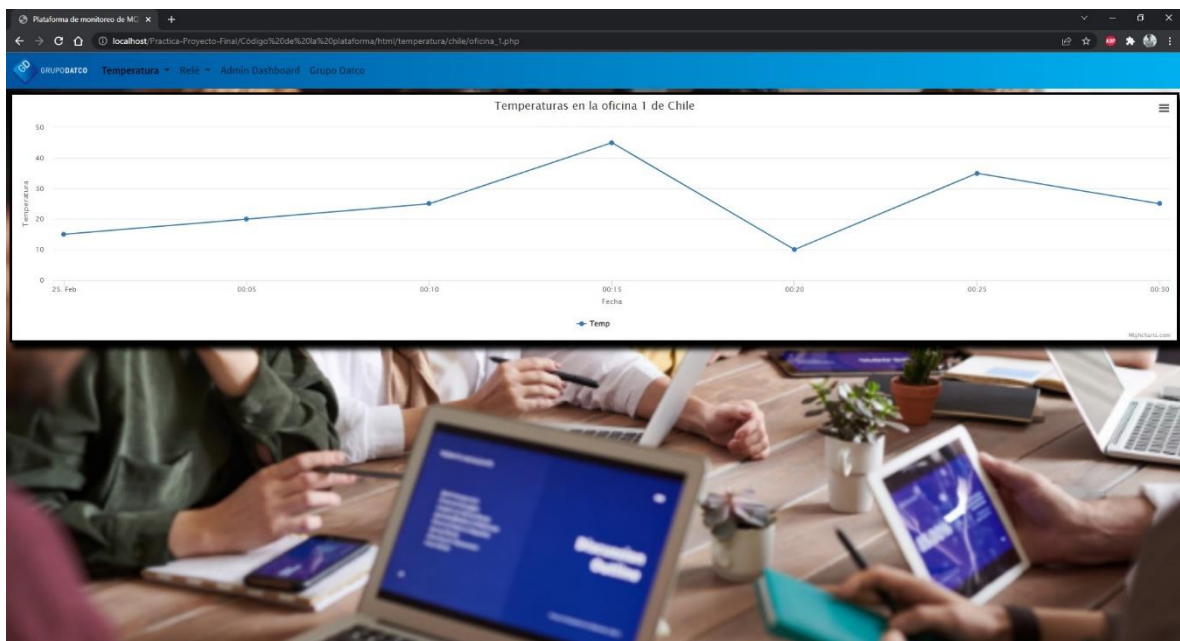 Plataforma de monitoreo de MC
localhost/Practica-Proyecto-Final/Código%20de%20la%20plataforma/html/temperatura/chile/oficina_1.php
GRUPODATCO Temperatura Relé Admin Dashboard Grupo Datco
Temperaturas en la oficina 1 de Chile
50
40
30
20
10
0
Temperatura
25. Feb 00:05 00:10 00:15 00:20 00:25 00:30
Fecha
Temp
Highcharts.com
Discussion
Outline